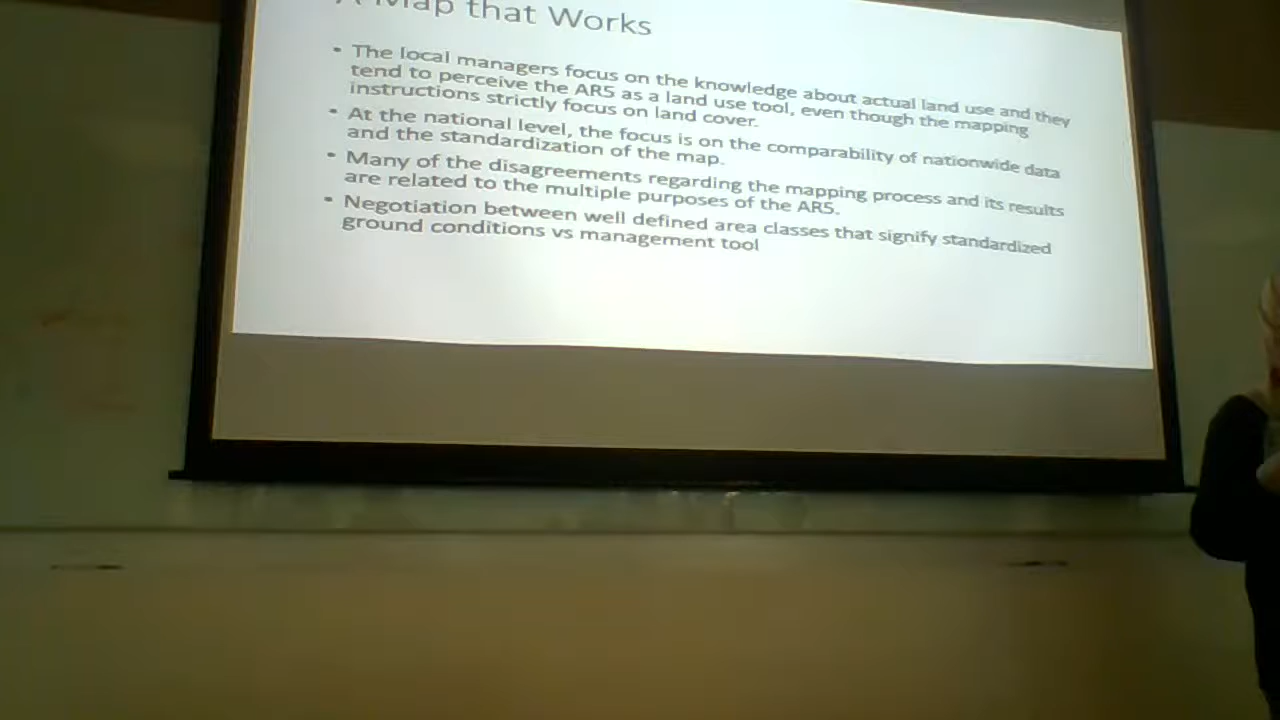 A Map that Works
• The local managers focus on the knowledge about actual land use and they
tend to perceive the AR5 as a land use tool, even though the mapping
instructions strictly focus on land cover.
• At the national level, the focus is on the comparability of nationwide data
and the standardization of the map.
• Many of the disagreements regarding the mapping process and its results
are related to the multiple purposes of the AR5.
• Negotiation between well defined area classes that signify standardized
ground conditions vs management tool